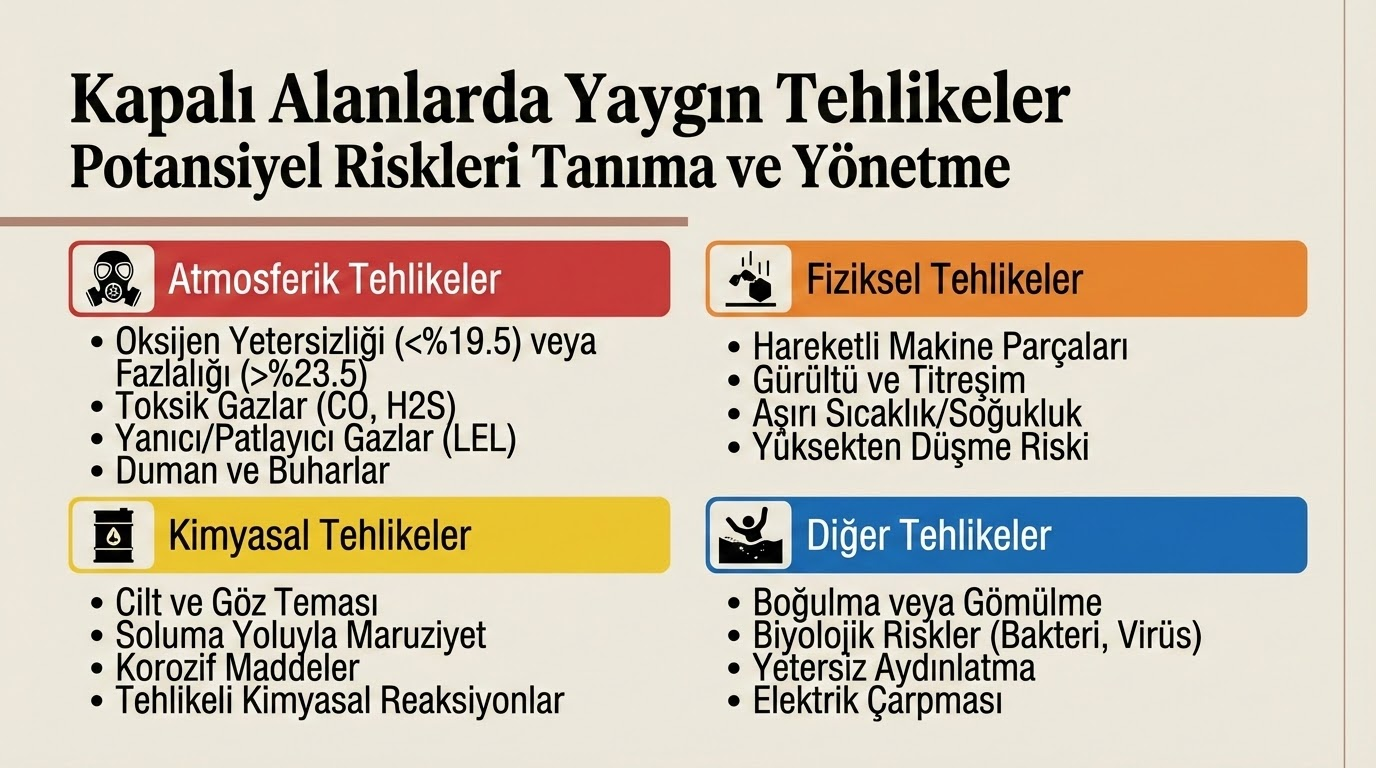 Kapalı Alanlarda Yaygın Tehlikeler
Potansiyel Riskleri Tanıma ve Yönetme
Atmosferik Tehlikeler
• Oksijen Yetersizliği (<%19.5) veya
Fazlalığı (>%23.5)
• Toksik Gazlar (CO, H2S)
• Yanıcı/Patlayıcı Gazlar (LEL)
• Duman ve Buharlar
Fiziksel Tehlikeler
• Hareketli Makine Parçaları
• Gürültü ve Titreşim
• Aşırı Sıcaklık/Soğukluk
• Yüksekten Düşme Riski
Kimyasal Tehlikeler
• Cilt ve Göz Teması
• Soluma Yoluyla Maruziyet
• Korozif Maddeler
• Tehlikeli Kimyasal Reaksiyonlar
Diğer Tehlikeler
• Boğulma veya Gömülme
• Biyolojik Riskler (Bakteri, Virüs)
• Yetersiz Aydınlatma
• Elektrik Çarpması